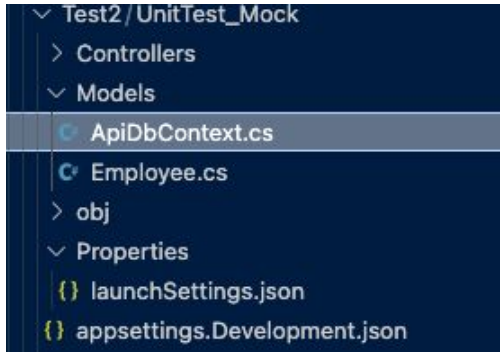 Test2/UnitTest_Mock
Controllers
Models
C# ApiDbContext.cs
C# Employee.cs
obj
Properties
{} launchSettings.json
{} appsettings.Development.json